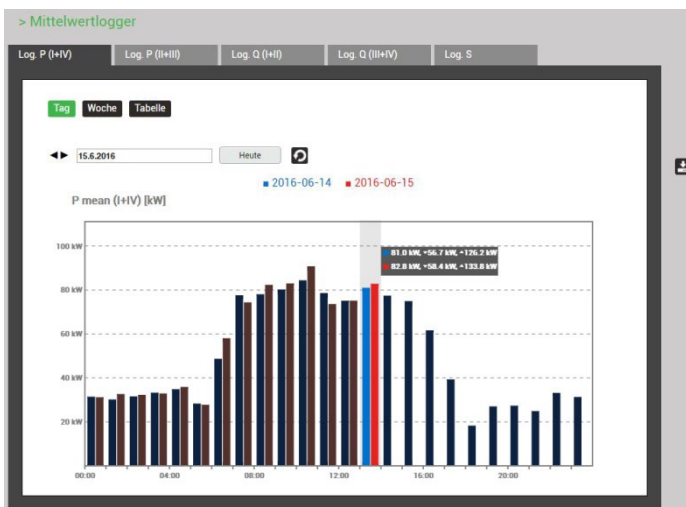 > Mittelwertlogger
Log. P (I+IV) Log. P (II+III) Log. Q (I+II) Log. Q (III+IV) Log. S
Tag Woche Tabelle
15.6.2016 Heute
2016-06-14 2016-06-15
P mean (I+IV) [kW]
100 kW
81.0 kW, 56.7 kW, 126.2 kW
82.8 kW, 58.4 kW, 133.8 kW
80 kW
60 kW
40 kW
20 kW
00:00 04:00 08:00 12:00 16:00 20:00